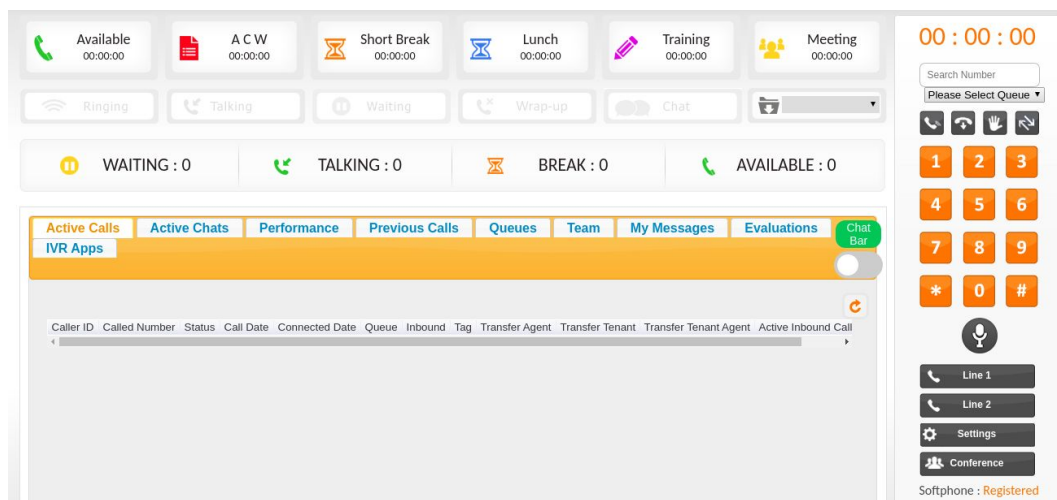 Available
00:00:00
A C W
00:00:00
Short Break
00:00:00
Lunch
00:00:00
Training
00:00:00
Meeting
00:00:00
Ringing
Talking
Waiting
Wrap-up
Chat
WAITING : 0
TALKING : 0
BREAK : 0
AVAILABLE : 0
Active Calls Active Chats Performance Previous Calls Queues Team My Messages Evaluations
IVR Apps
Chat
Bar
Caller ID Called Number Status Call Date Connected Date Queue Inbound Tag Transfer Agent Transfer Tenant Transfer Tenant Agent Active Inbound Call
00 : 00 : 00
Search Number
Please Select Queue
1 2 3
4 5 6
7 8 9
* 0 #
Line 1
Line 2
Settings
Conference
Softphone : Registered